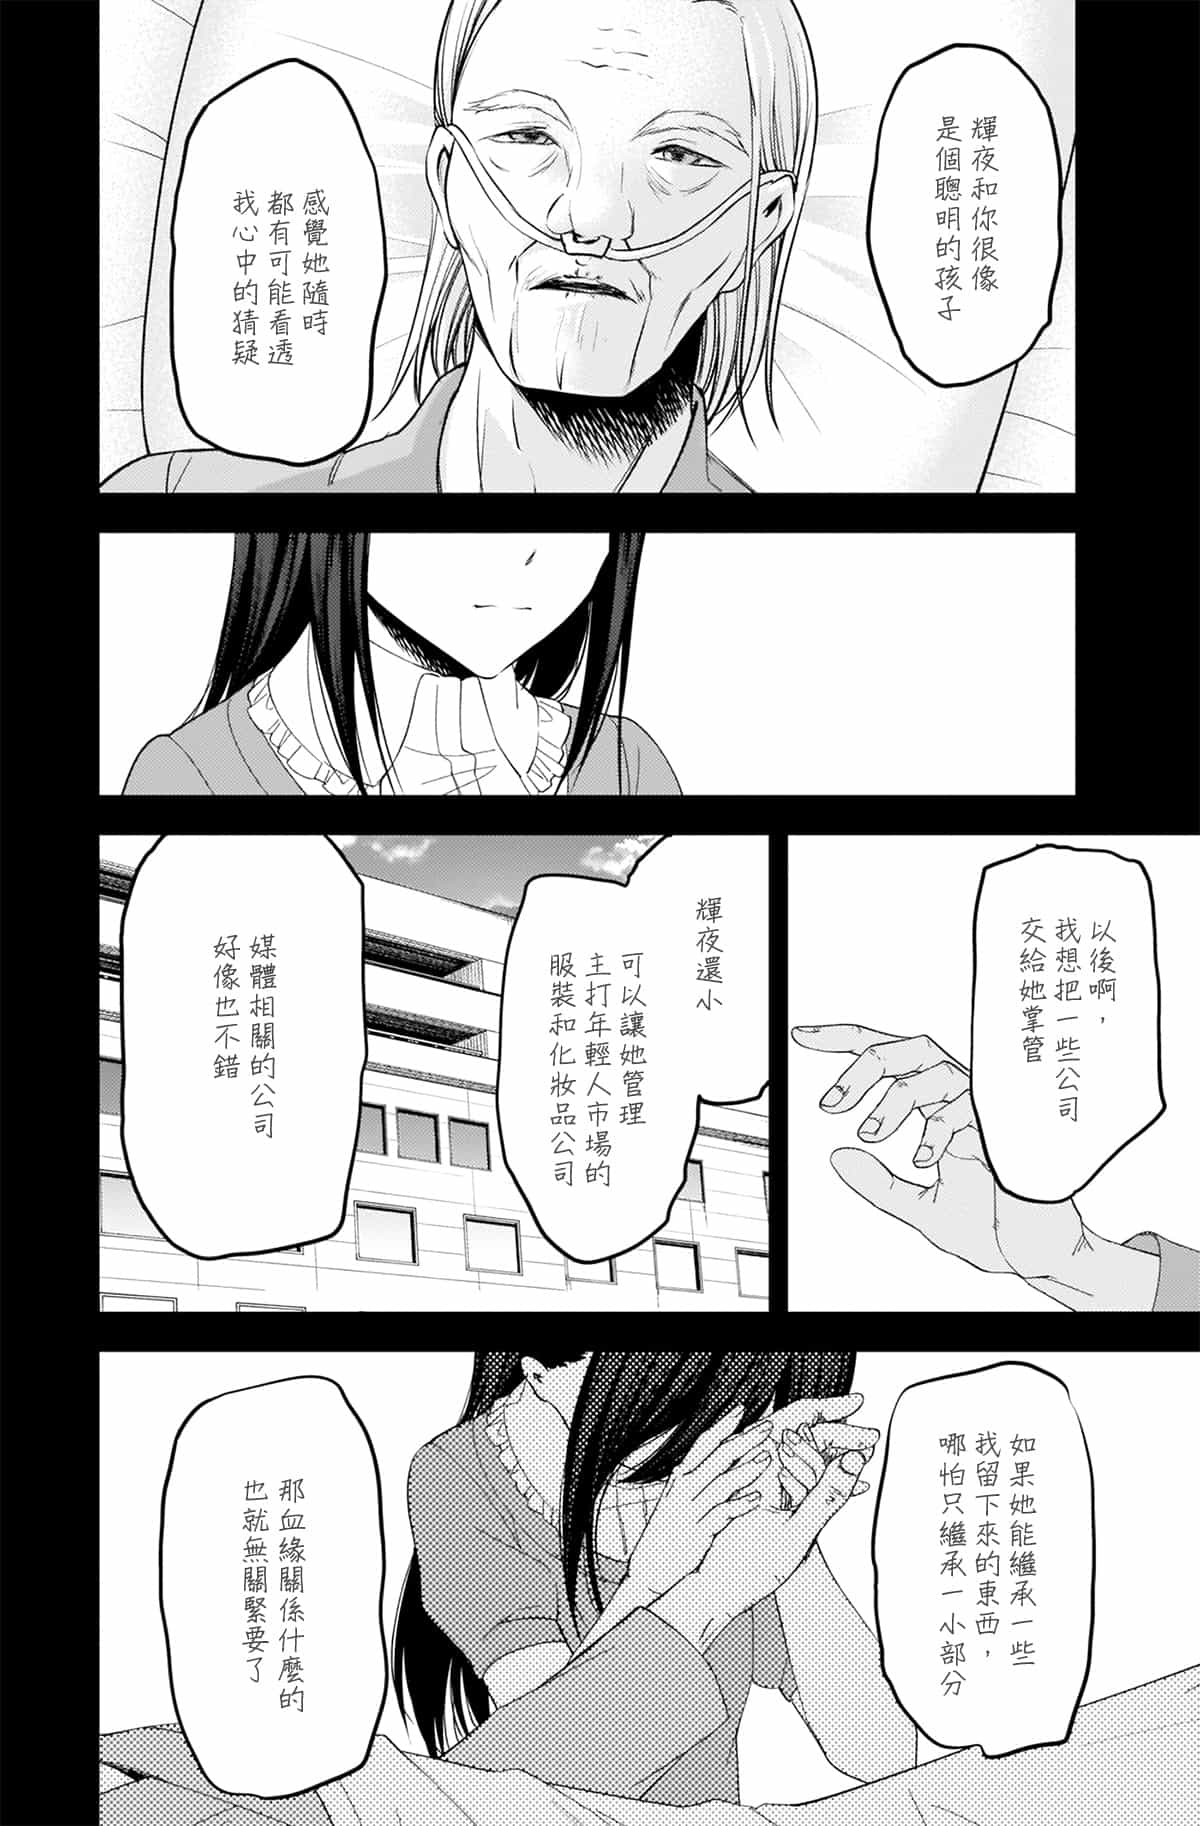 輝夜和你很像
是個聰明的孩子
感覺她隨時
都有可能看透
我心中的猜疑
以後啊，
我想把一些公司
交給她掌管
輝夜還小
可以讓她管理
主打年輕人市場的
服裝和化妝品公司
媒體相關的公司
好像也不錯
如果她能繼承一些
我留下來的東西，
哪怕只繼承一小部分
那血緣關係什麼的
也就無關緊要了